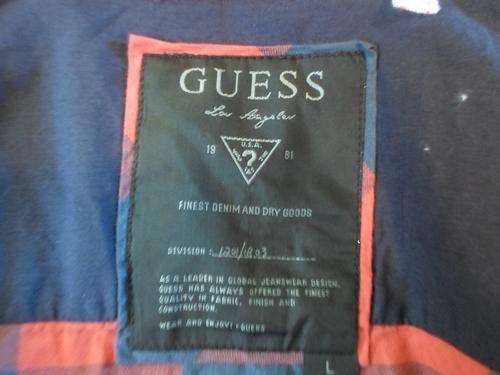 GUESS
Los Angeles
U.S.A.
19 ? 81
FINEST DENIM AND DRY GOODS
DIVISION :
AS A LEADER IN GLOBAL JEANSWEAR DESIGN,
GUESS HAS ALWAYS OFFERED THE FINEST
QUALITY IN FABRIC, FINISH AND
CONSTRUCTION.
WEAR AND ENJOY! GUESS
L